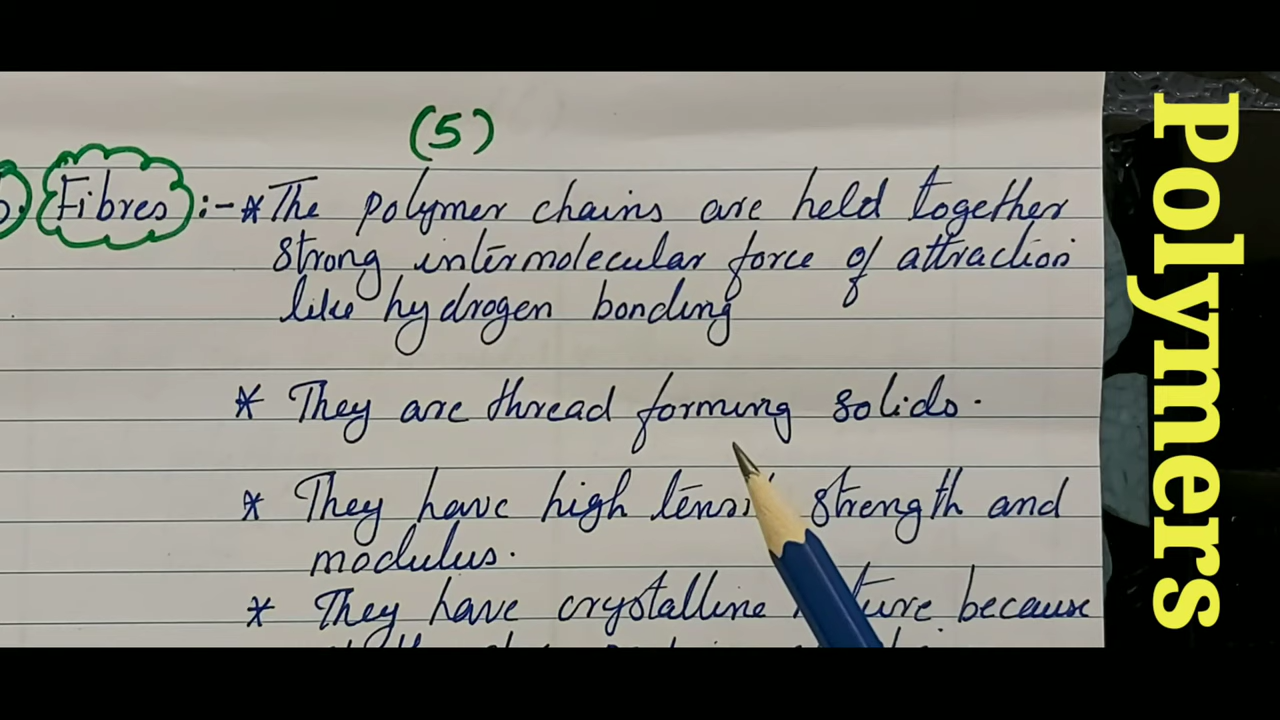 (5)
Fibres :- * The polymer chains are held together
strong intermolecular force of attraction
like hydrogen bonding
* They are thread forming solids.
* They have high strength and
modulus.
* They have crystalline because
Polymers